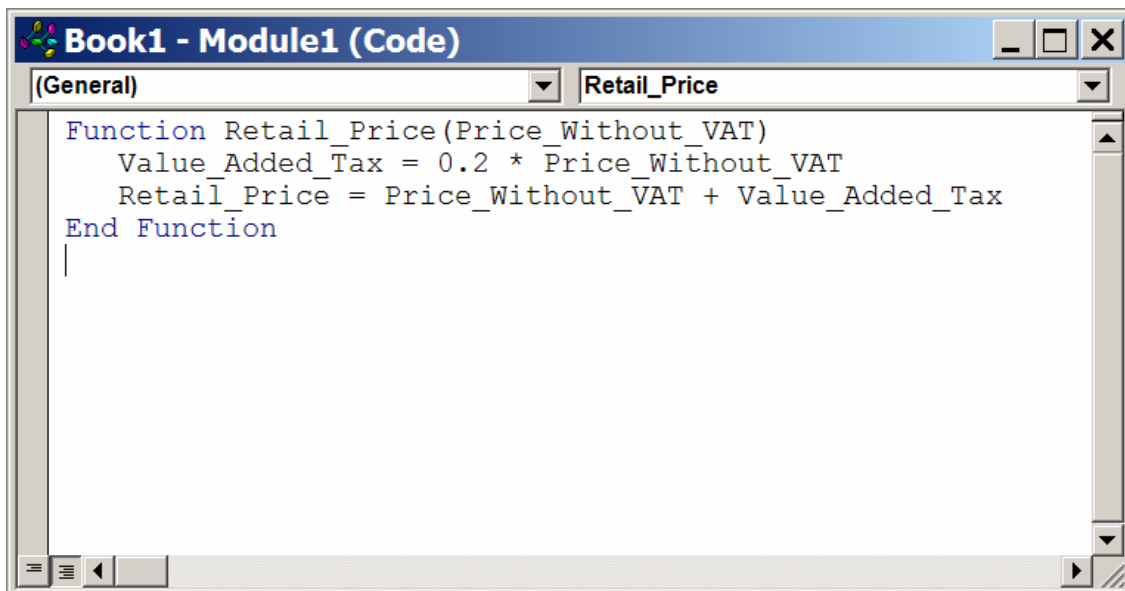 Book1 - Module1 (Code)
(General) Retail_Price
Function Retail_Price(Price_Without_VAT)
Value_Added_Tax = 0.2 * Price_Without_VAT
Retail_Price = Price_Without_VAT + Value_Added_Tax
End Function